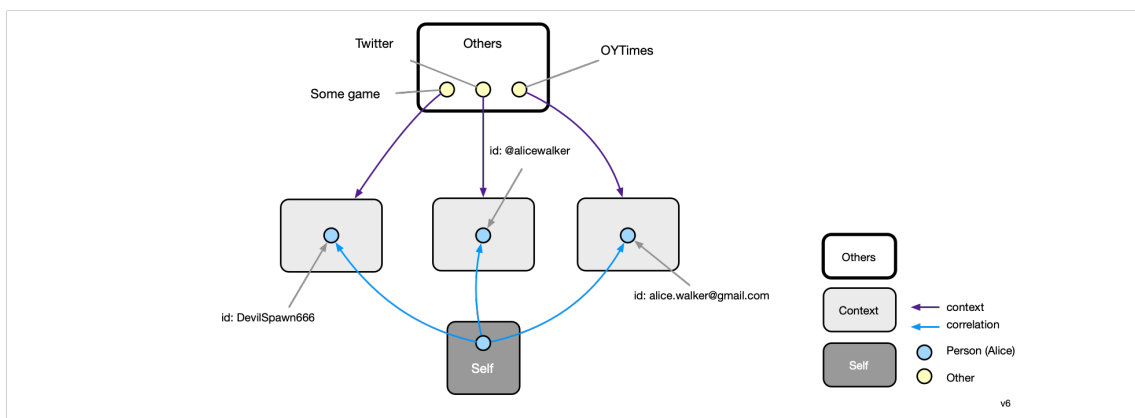 Twitter
Others
OYTimes
Some game
id: @alicewalker
id: alice.walker@gmail.com
id: DevilSpawn666
Self
Others
Context
context
correlation
Self
Person (Alice)
Other
v6